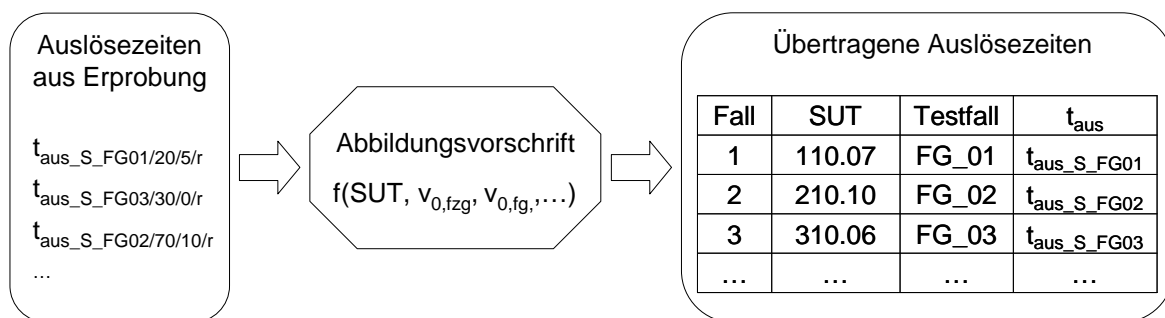 Auslösezeiten
aus Erprobung
t_aus_S_FG01/20/5/r
t_aus_S_FG03/30/0/r
t_aus_S_FG02/70/10/r
...
Abbildungsvorschrift
f(SUT, v_0,fzg, v_0,fg,,…)
Übertragene Auslösezeiten
Fall SUT Testfall t_aus
1 110.07 FG_01 t_aus_S_FG01
2 210.10 FG_02 t_aus_S_FG02
3 310.06 FG_03 t_aus_S_FG03
… … … …